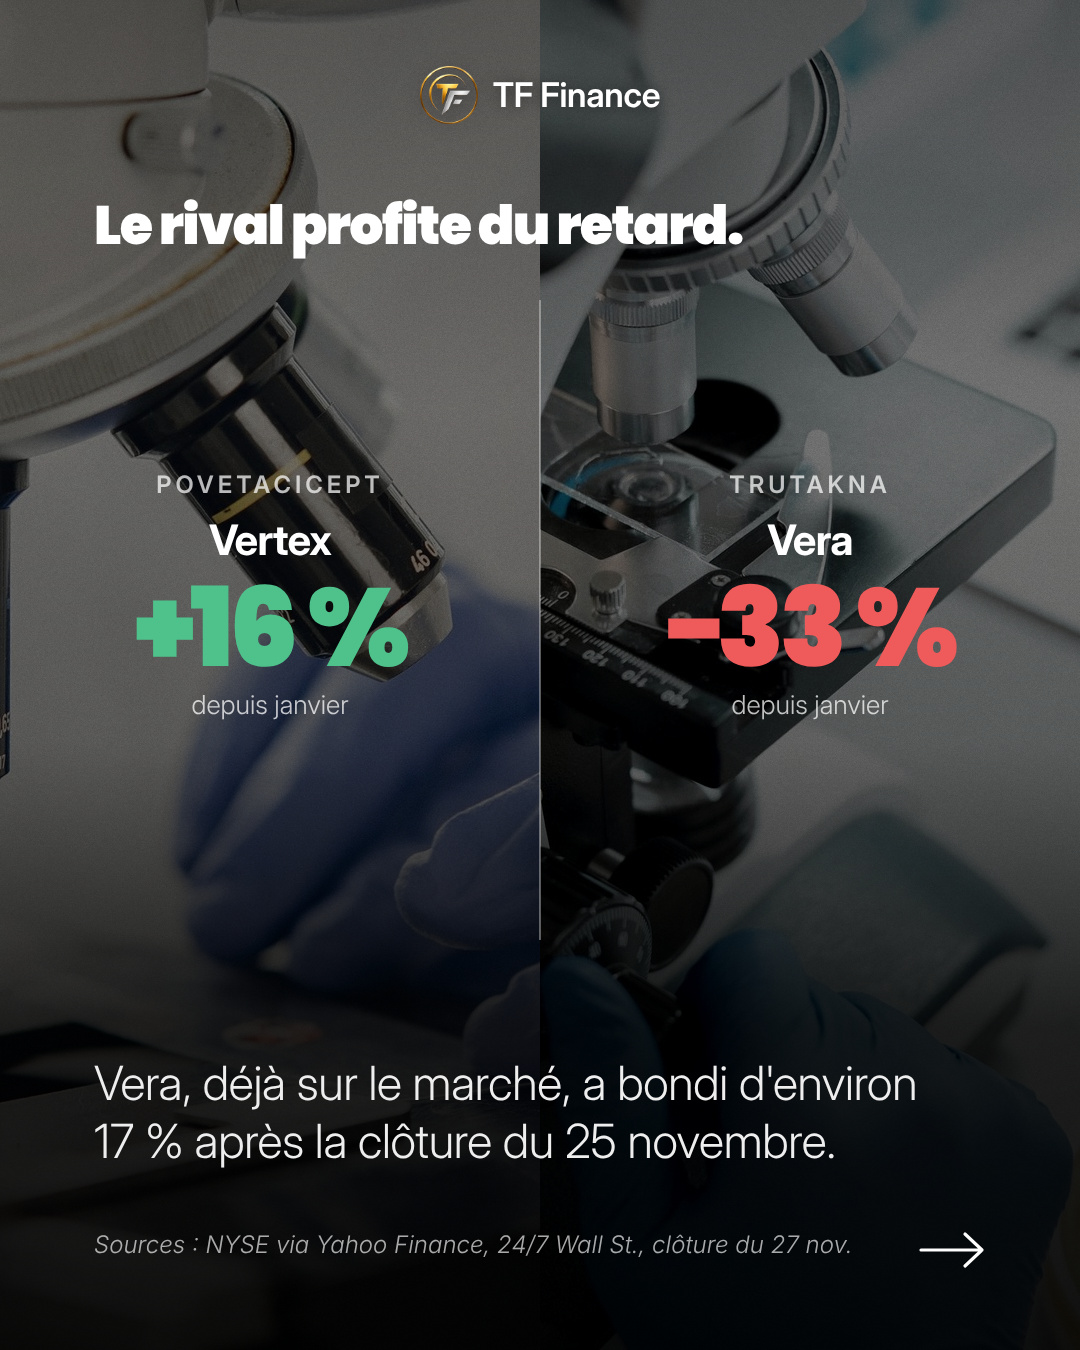 TF Finance
Le rival profite du retard.
POVETACICEPT
Vertex
+16 %
depuis janvier
TRUTAKNA
Vera
-33 %
depuis janvier
Vera, déjà sur le marché, a bondi d'environ
17 % après la clôture du 25 novembre.
Sources : NYSE via Yahoo Finance, 24/7 Wall St., clôture du 27 nov.